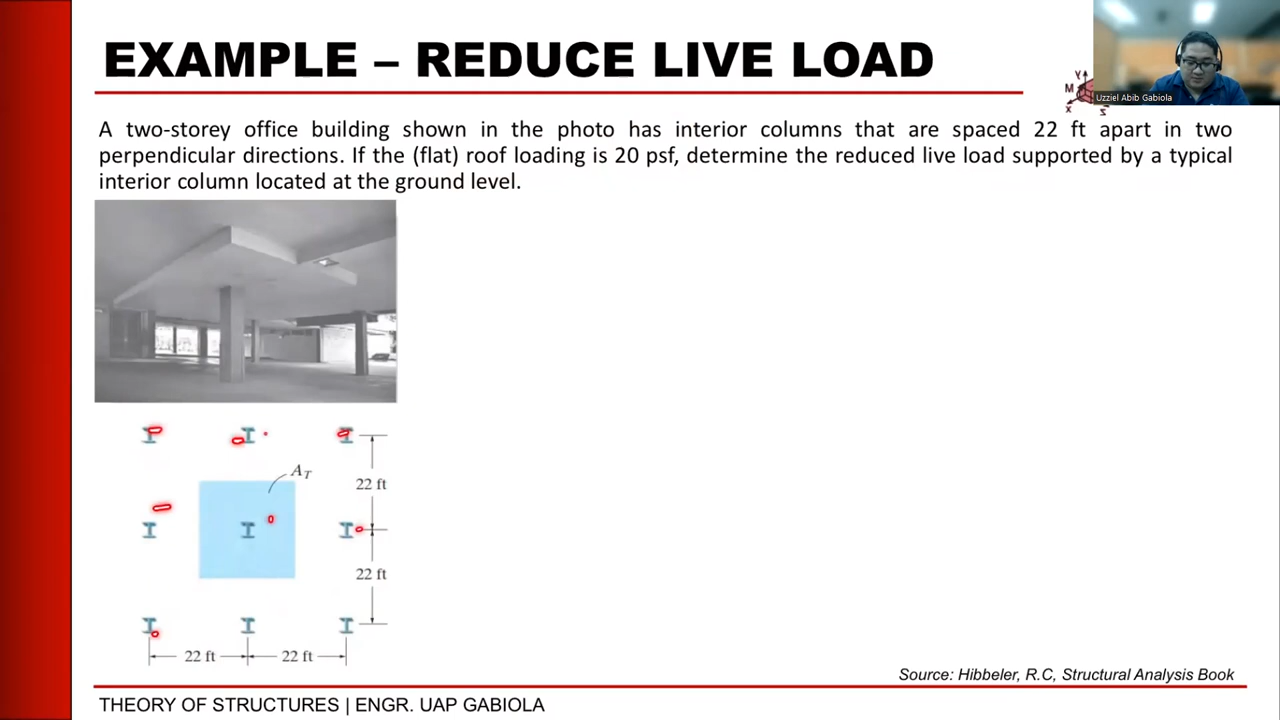 EXAMPLE – REDUCE LIVE LOAD
Y
M
X
S
Uzziel Abib Gabiola
A two-storey office building shown in the photo has interior columns that are spaced 22 ft apart in two
perpendicular directions. If the (flat) roof loading is 20 psf, determine the reduced live load supported by a typical
interior column located at the ground level.
A_T
22 ft
22 ft
22 ft
22 ft
Source: Hibbeler, R.C, Structural Analysis Book
THEORY OF STRUCTURES | ENGR. UAP GABIOLA